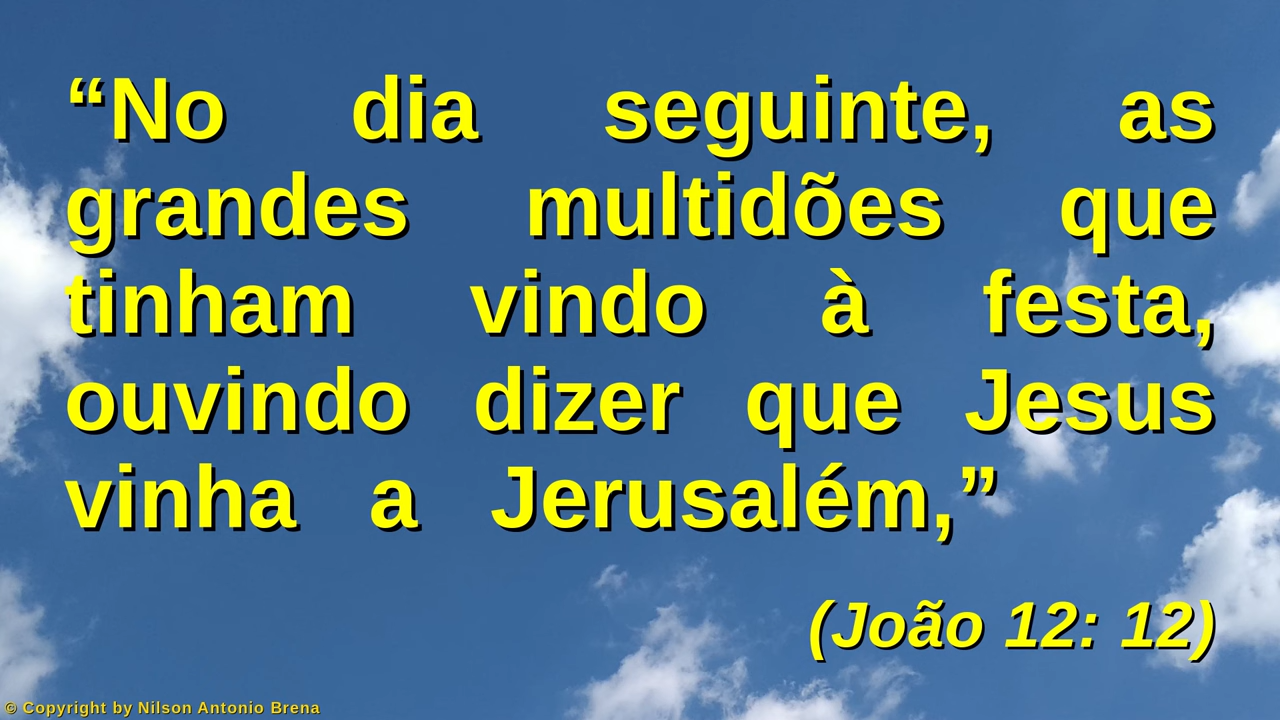 “No dia seguinte, as
grandes multidões que
tinham vindo à festa,
ouvindo dizer que Jesus
vinha a Jerusalém,”
(João 12: 12)
© Copyright by Nilson Antonio Brena